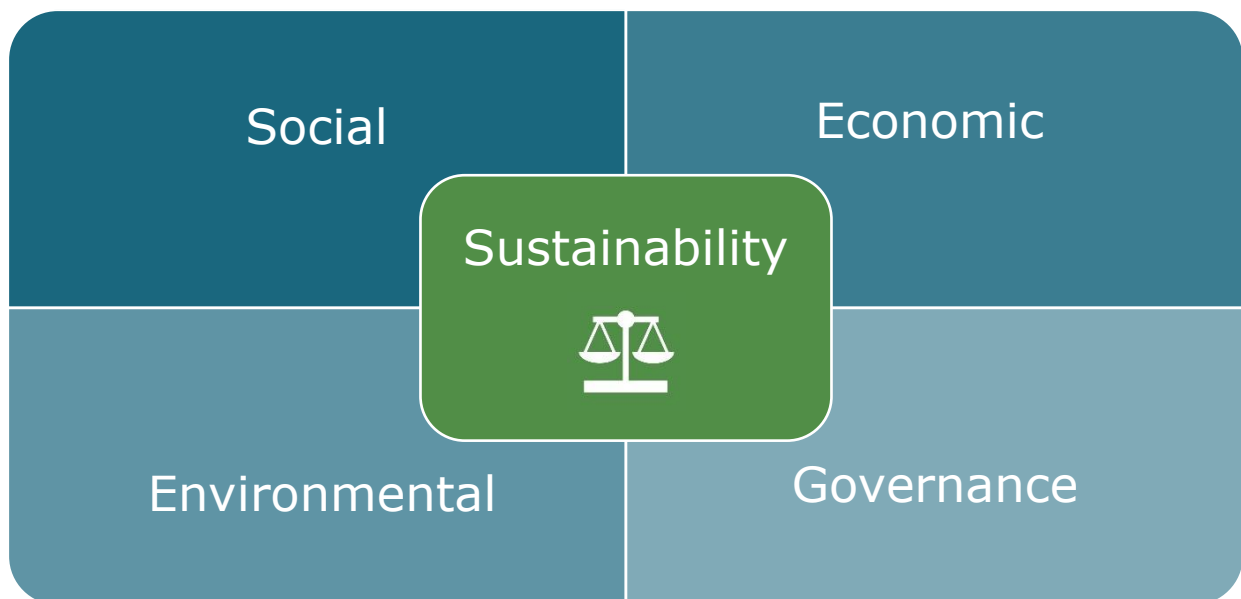 Social
Economic
Sustainability
Environmental
Governance